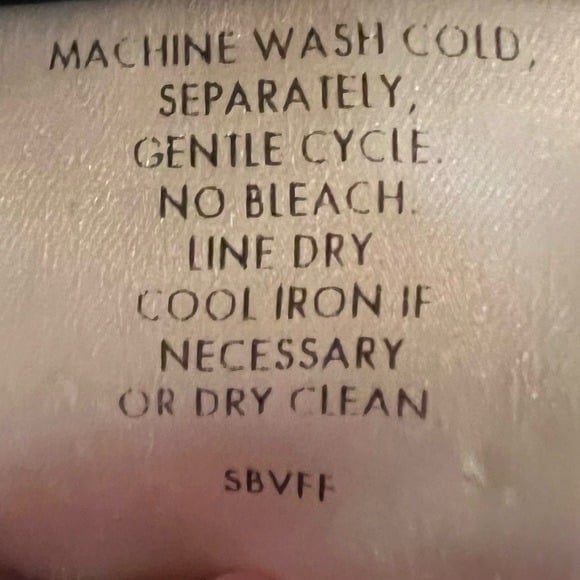 MACHINE WASH COLD,
SEPARATELY,
GENTLE CYCLE.
NO BLEACH.
LINE DRY
COOL IRON IF
NECESSARY
OR DRY CLEAN
SBVFF